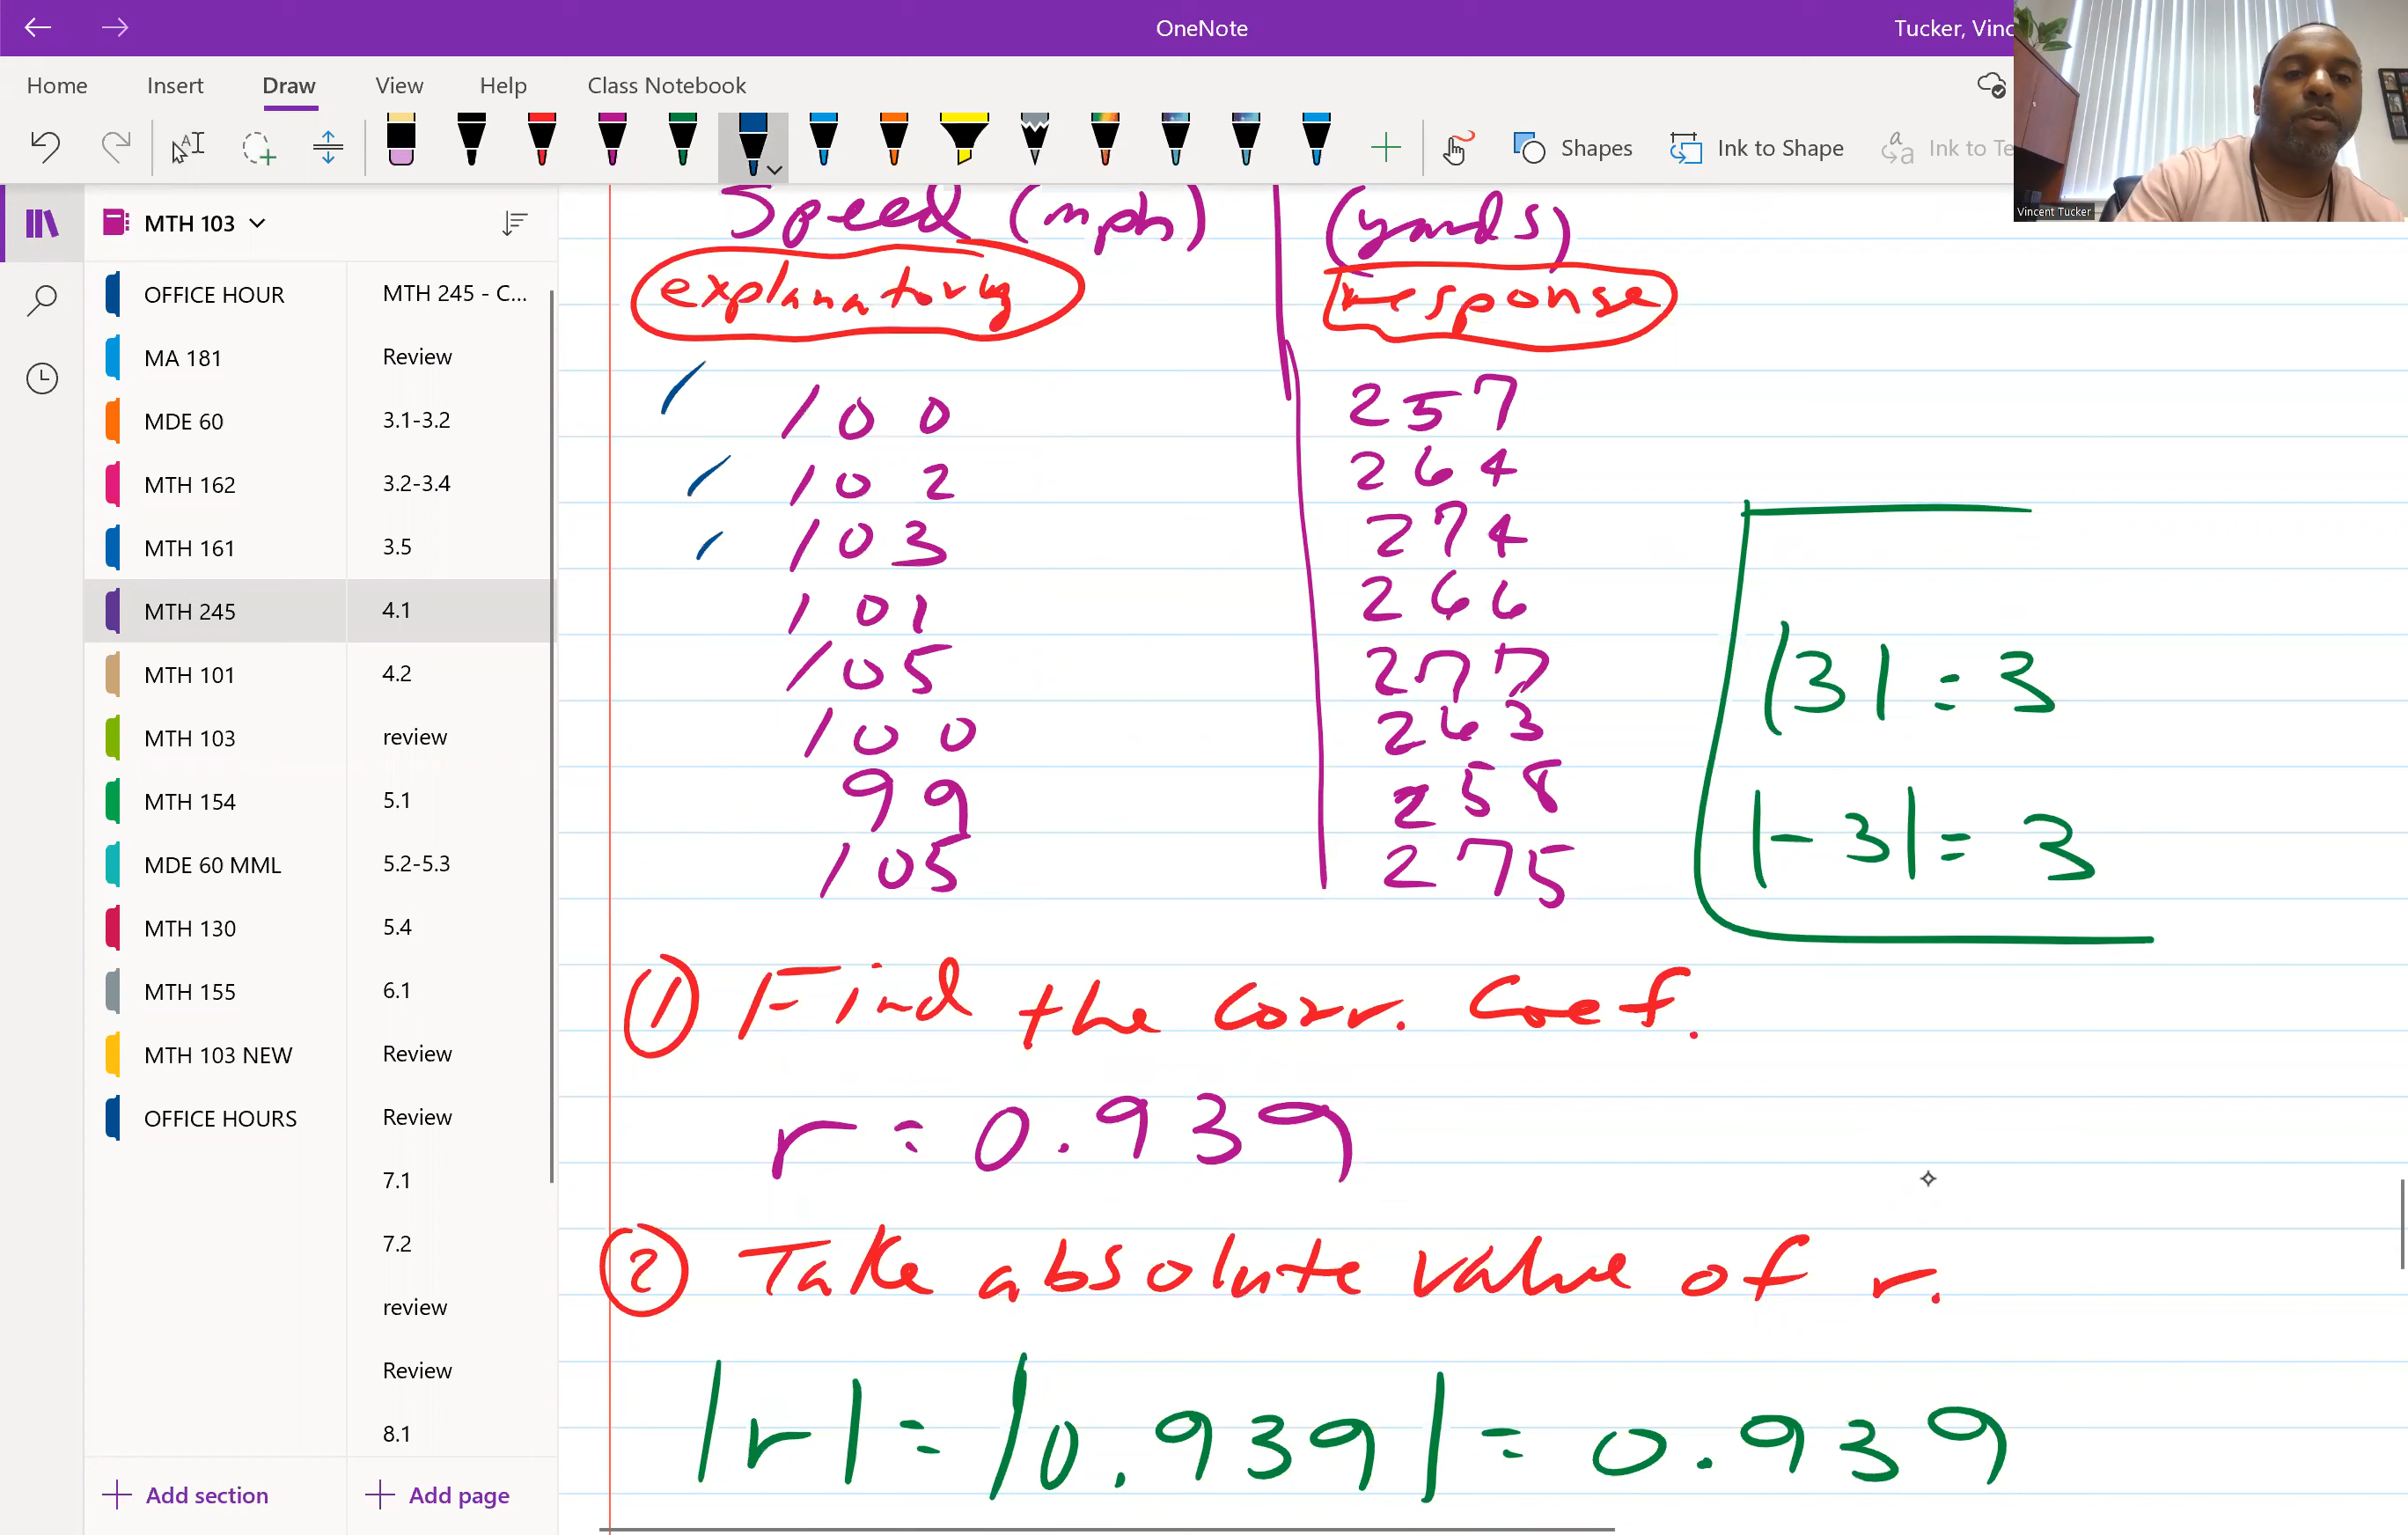 OneNote
Tucker, Vinc
Home Insert Draw View Help Class Notebook
Shapes Ink to Shape Ink to Te
Vincent Tucker
MTH 103
OFFICE HOUR
MA 181
MDE 60
MTH 162
MTH 161
MTH 245
MTH 101
MTH 103
MTH 154
MDE 60 MML
MTH 130
MTH 155
MTH 103 NEW
OFFICE HOURS
Add section
MTH 245 - C...
Review
3.1-3.2
3.2-3.4
3.5
4.1
4.2
review
5.1
5.2-5.3
5.4
6.1
Review
Review
7.1
7.2
review
Review
8.1
Add page
Speed (mph) (yards)
explanatory response
100 257
102 264
103 274
101 266
105 277
100 263
99 258
105 275
|3| = 3
|-3| = 3
① Find the Corr. Coef.
r = 0.939
② Take absolute value of r.
|r| = |0.939| = 0.939